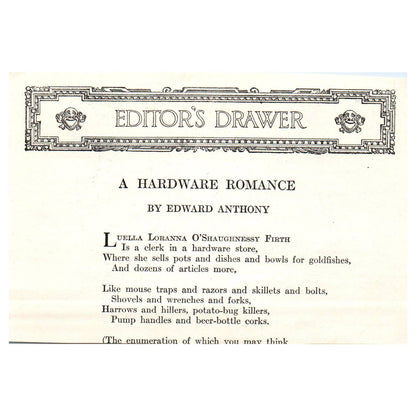 EDITOR'S DRAWER
A HARDWARE ROMANCE
BY EDWARD ANTHONY
LUELLA LORANNA O'SHAUGHNESSY FIRTH
Is a clerk in a hardware store,
Where she sells pots and dishes and bowls for goldfishes,
And dozens of articles more,
Like mouse traps and razors and skillets and bolts,
Shovels and wrenches and forks,
Harrows and hillers, potato-bug killers,
Pump handles and beer-bottle corks.
(The enumeration of which you may think